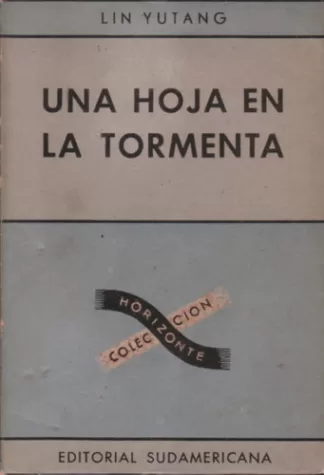 LIN YUTANG
UNA HOJA EN
LA TORMENTA
COLECCION
HORIZONTE
EDITORIAL SUDAMERICANA